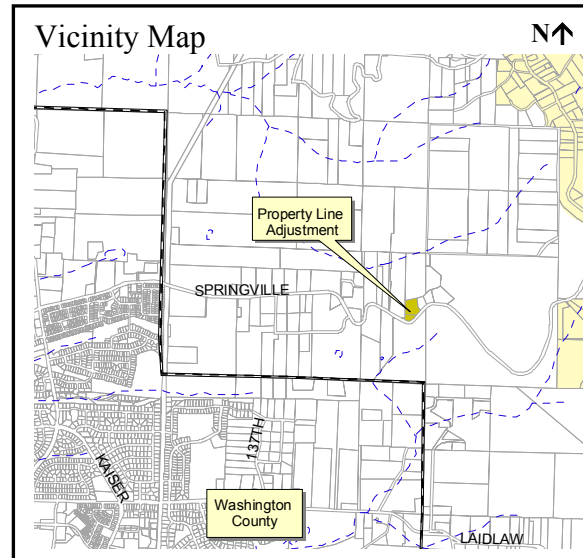 Vicinity Map
N↑
Property Line
Adjustment
SPRINGVILLE
137TH
KAISER
Washington
County
LAIDLAW